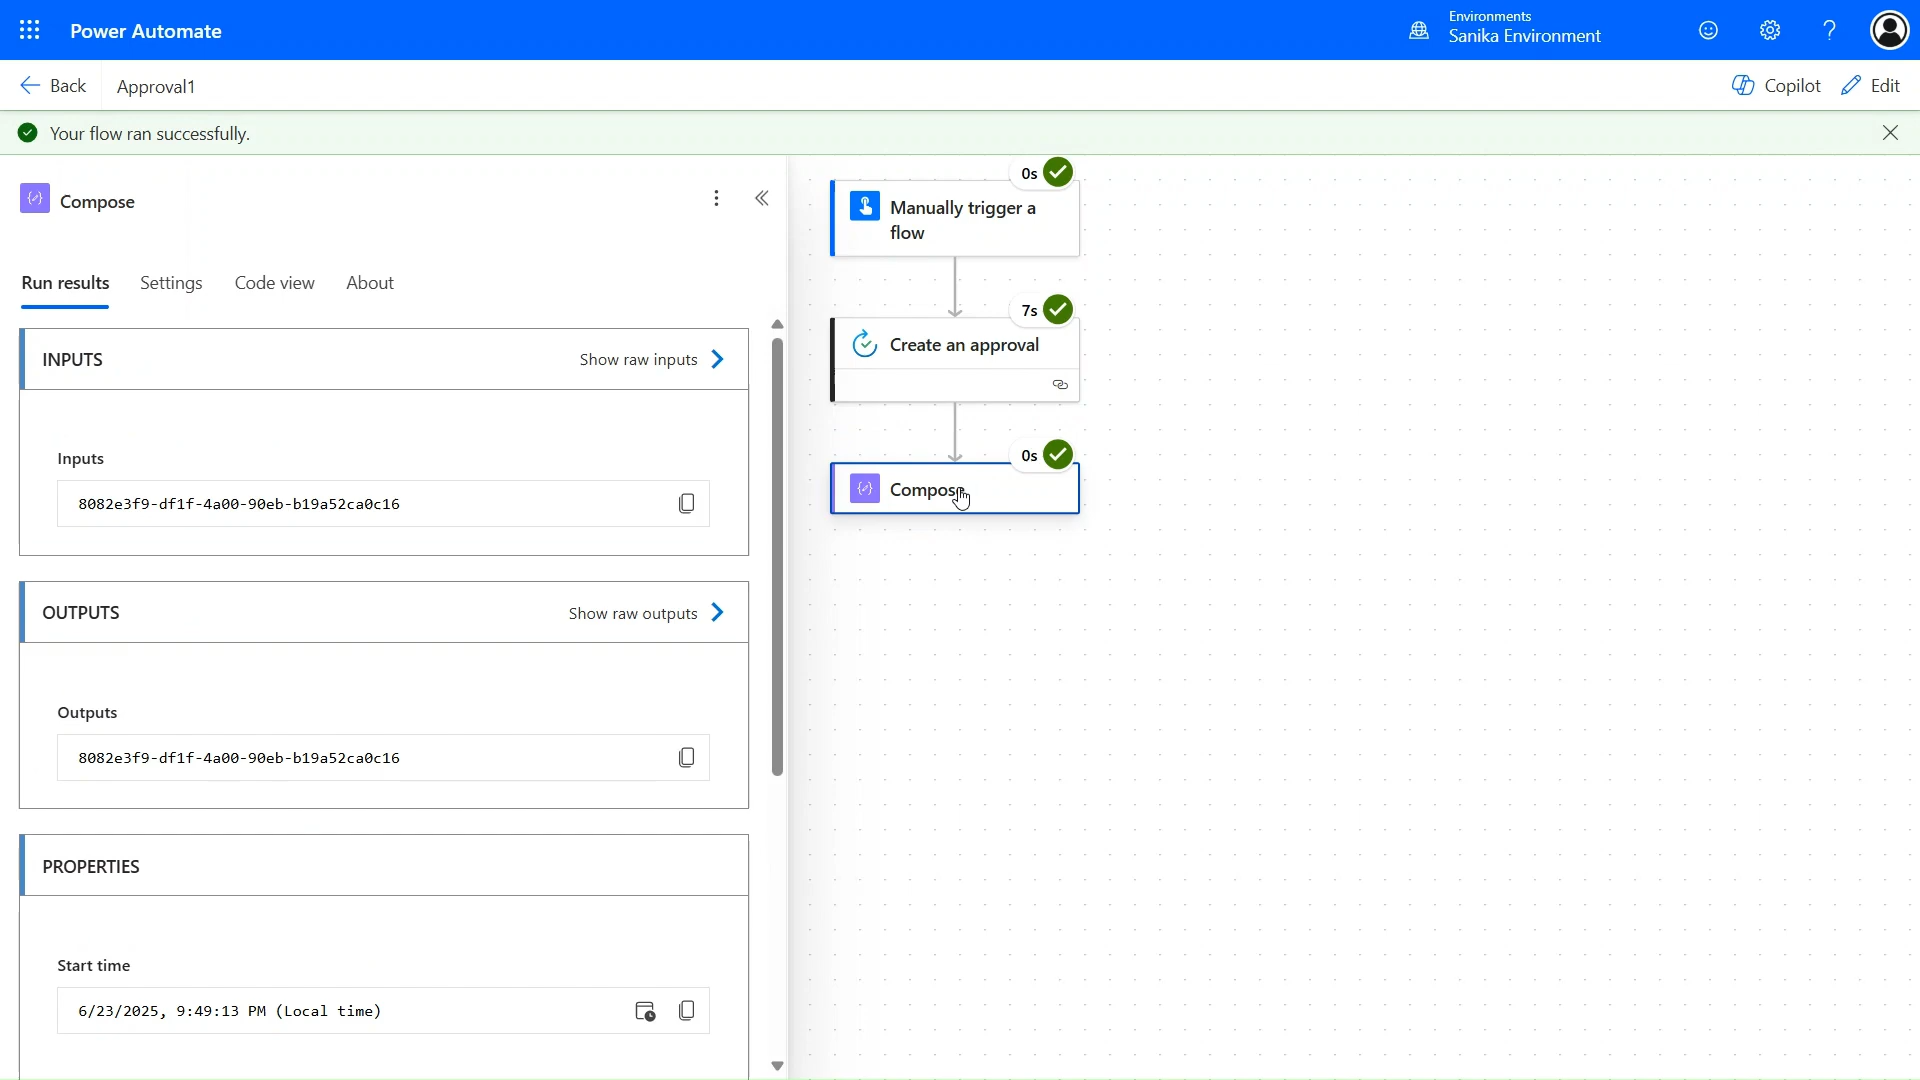 Power Automate
Environments
Sanika Environment
Back
Approval1
Copilot
Edit
Your flow ran successfully.
Compose
Run results
Settings
Code view
About
INPUTS
Show raw inputs
Inputs
8082e3f9-df1f-4a00-90eb-b19a52ca0c16
OUTPUTS
Show raw outputs
Outputs
8082e3f9-df1f-4a00-90eb-b19a52ca0c16
PROPERTIES
Start time
6/23/2025, 9:49:13 PM (Local time)
0s
Manually trigger a
flow
7s
Create an approval
0s
Compose